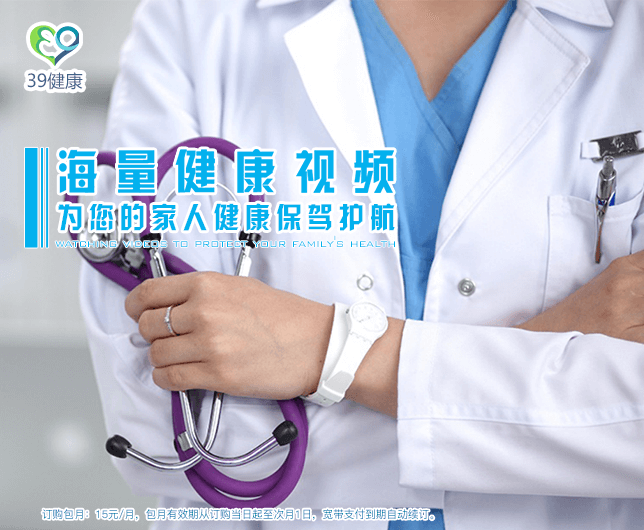 39健康
海量健康视频
为您的家人健康保驾护航
WATCHING VIDEOS TO PROTECT YOUR FAMILY'S HEALTH
订购包月：15元/月，包月有效期从订购当日起至次月1日，宽带支付到期自动续订。